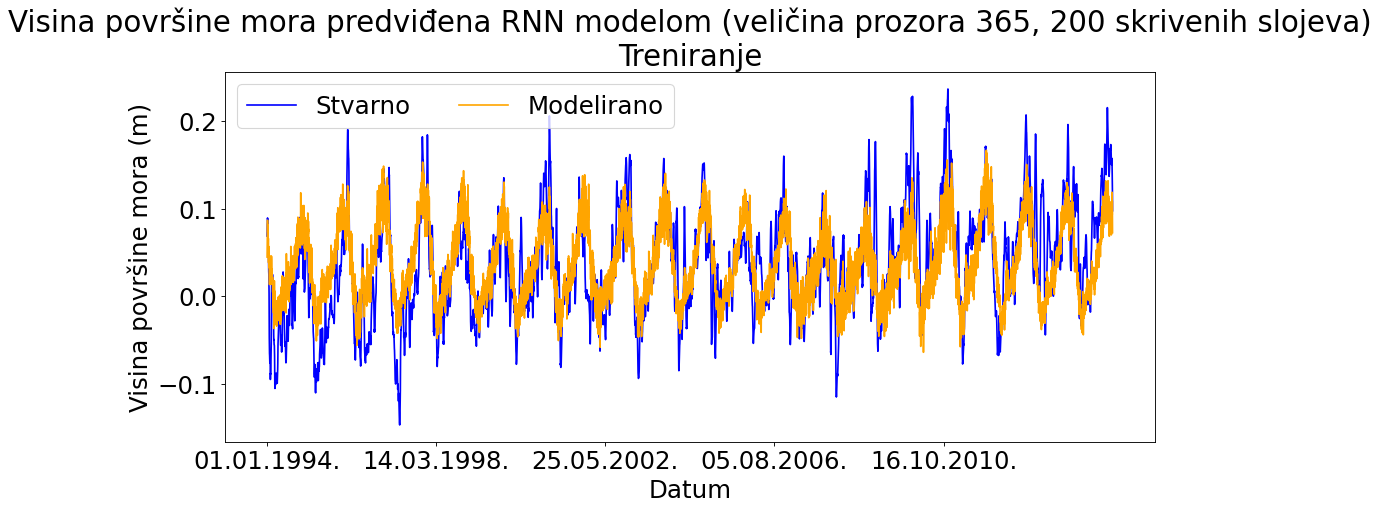 Visina površine mora predviđena RNN modelom (veličina prozora 365, 200 skrivenih slojeva)
Treniranje
Stvarno
Modelirano
Visina površine mora (m)
0.2
0.1
0.0
−0.1
01.01.1994.
14.03.1998.
25.05.2002.
05.08.2006.
16.10.2010.
Datum